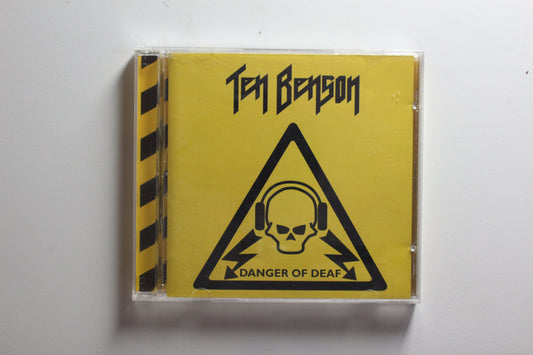 Ten Benson
DANGER OF DEAF